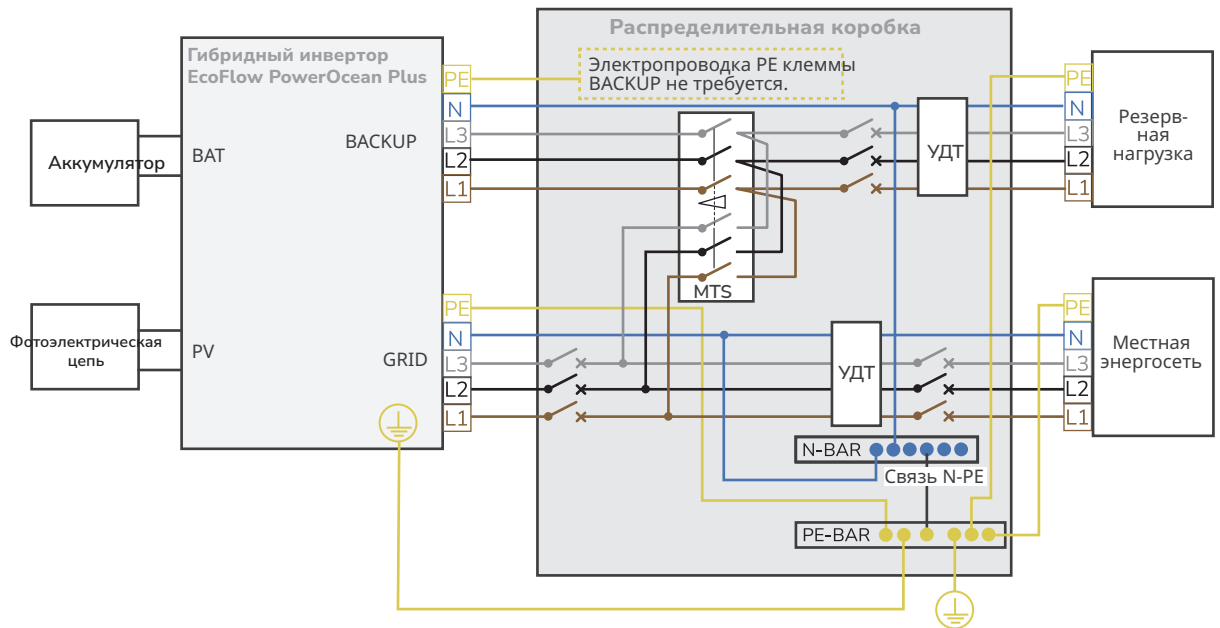 Распределительная коробка
Гибридный инвертор
EcoFlow PowerOcean Plus
Электропроводка PE клеммы
BACKUP не требуется.
Аккумулятор
BAT
BACKUP
PE
N
L3
L2
L1
MTS
УДТ
PE
N
L3
L2
L1
Резерв-
ная
нагрузка
Фотоэлектрическая
цепь
PV
GRID
PE
N
L3
L2
L1
УДТ
PE
N
L3
L2
L1
Местная
энергосеть
N-BAR
Связь N-PE
PE-BAR